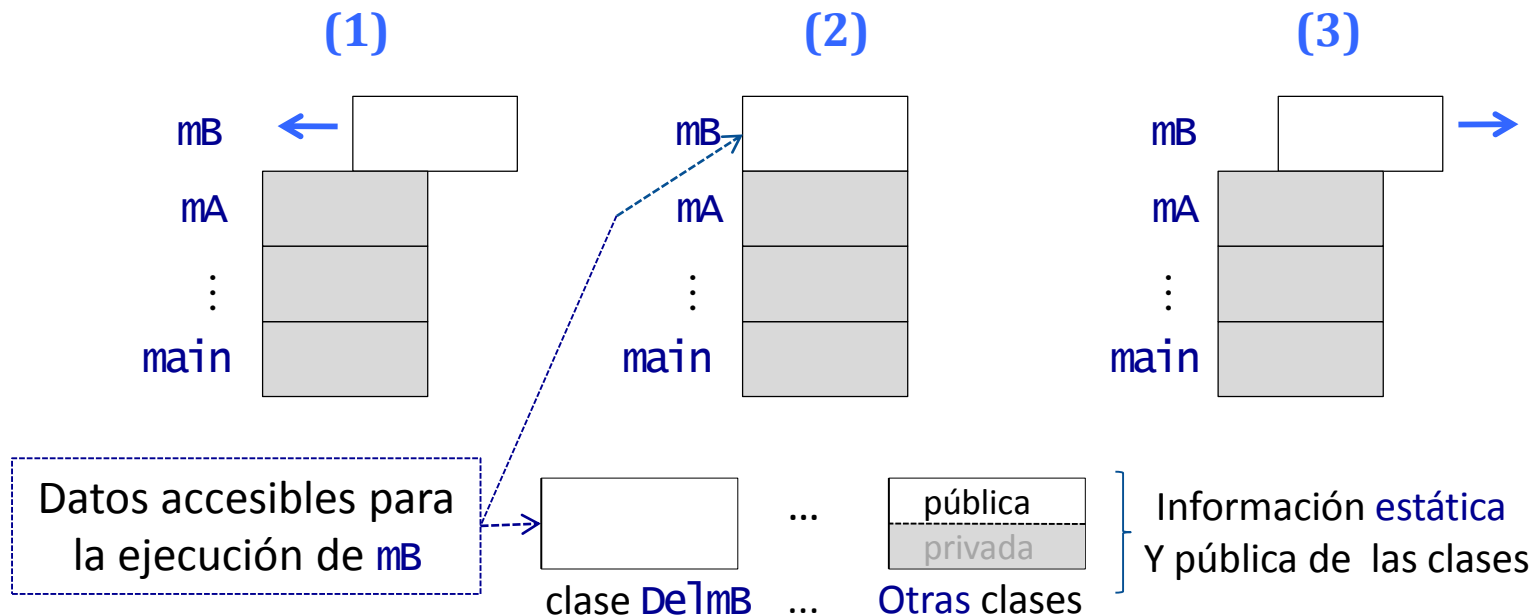 (1) (2) (3)
mB mB mB
mA mA mA
⋮ ⋮ ⋮
main main main
Datos accesibles para
la ejecución de mB
... pública
privada
clase DelmB ... Otras clases
Información estática
Y pública de las clases